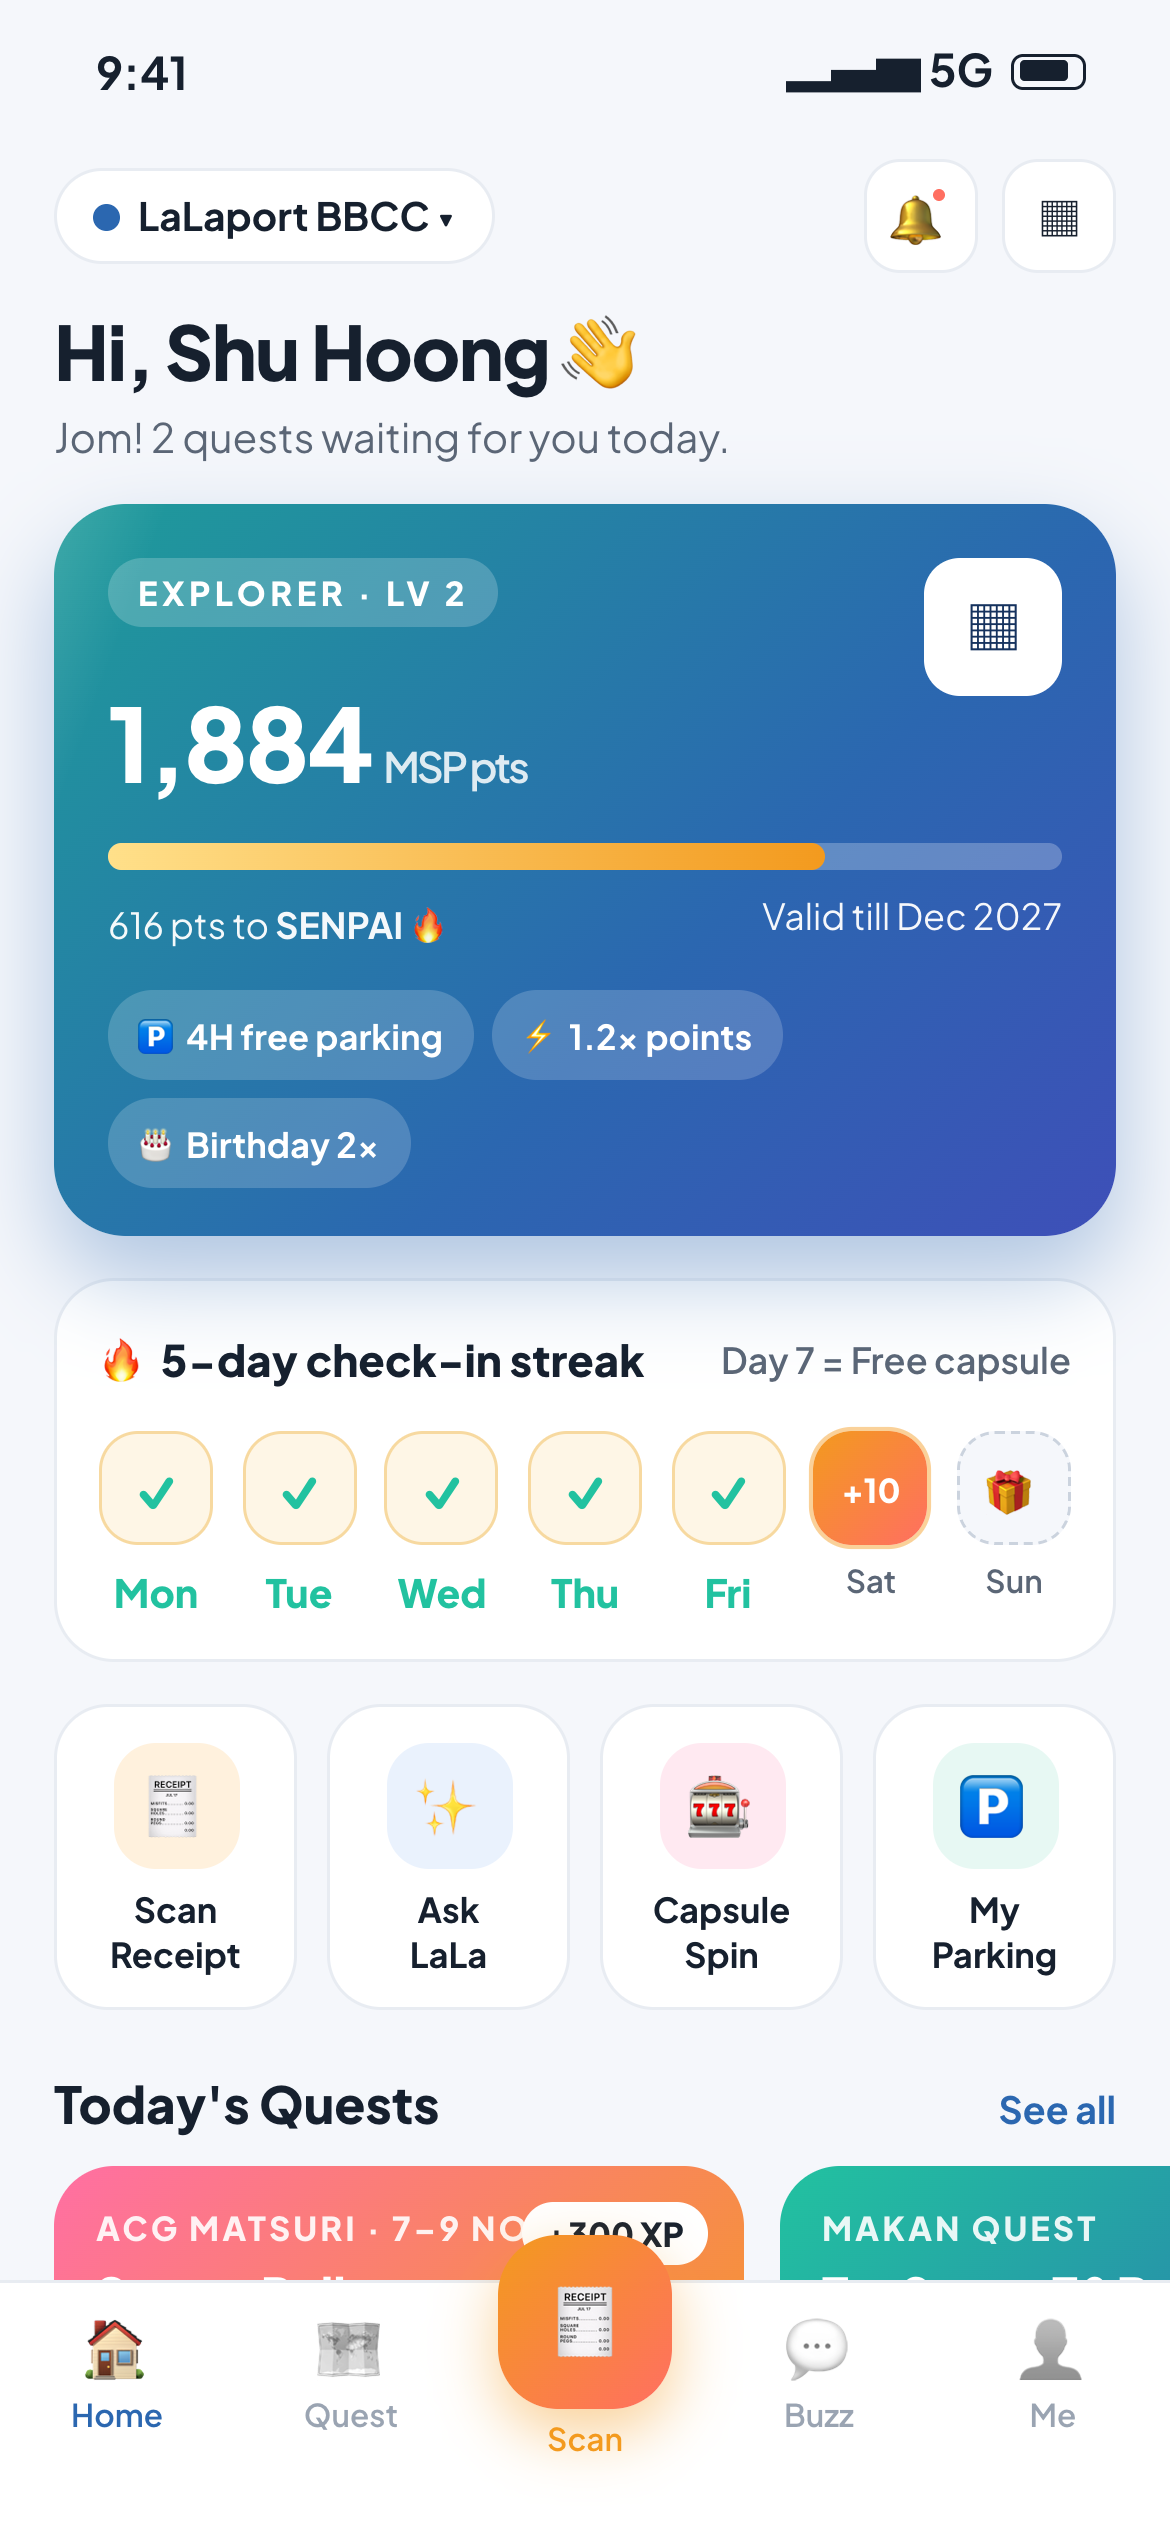 9:41
5G
LaLaport BBCC ▾
Hi, Shu Hoong 👋
Jom! 2 quests waiting for you today.
EXPLORER · LV 2
1,884 MSP pts
616 pts to SENPAI 🔥
Valid till Dec 2027
🅿️ 4H free parking
⚡ 1.2× points
🎂 Birthday 2×
🔥 5-day check-in streak
Day 7 = Free capsule
+10
Mon
Tue
Wed
Thu
Fri
Sat
Sun
RECEIPT
777
P
Scan
Receipt
Ask
LaLa
Capsule
Spin
My
Parking
Today's Quests
See all
ACG MATSURI · 7–9 NO
+300 XP
MAKAN QUEST
RECEIPT
Home
Quest
Scan
Buzz
Me